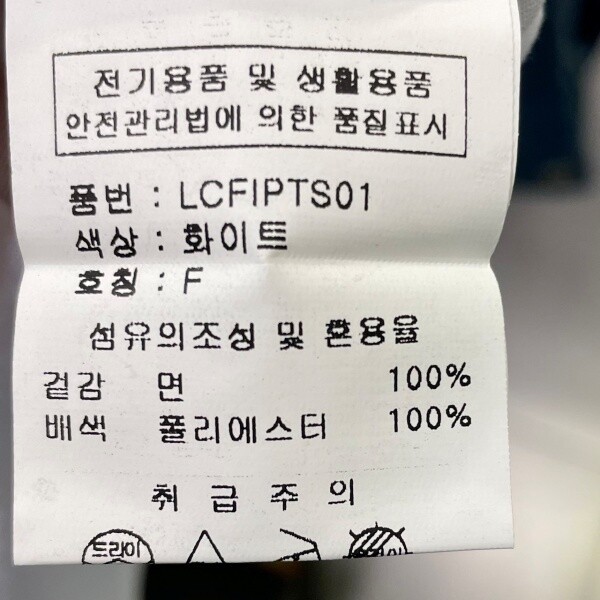 전기용품 및 생활용품
안전관리법에 의한 품질표시
품번 : LCFIPTS01
색상 : 화이트
호칭 : F
섬유의조성 및 혼용율
겉감 면 100%
배색 폴리에스터 100%
취 급 주 의
드라이